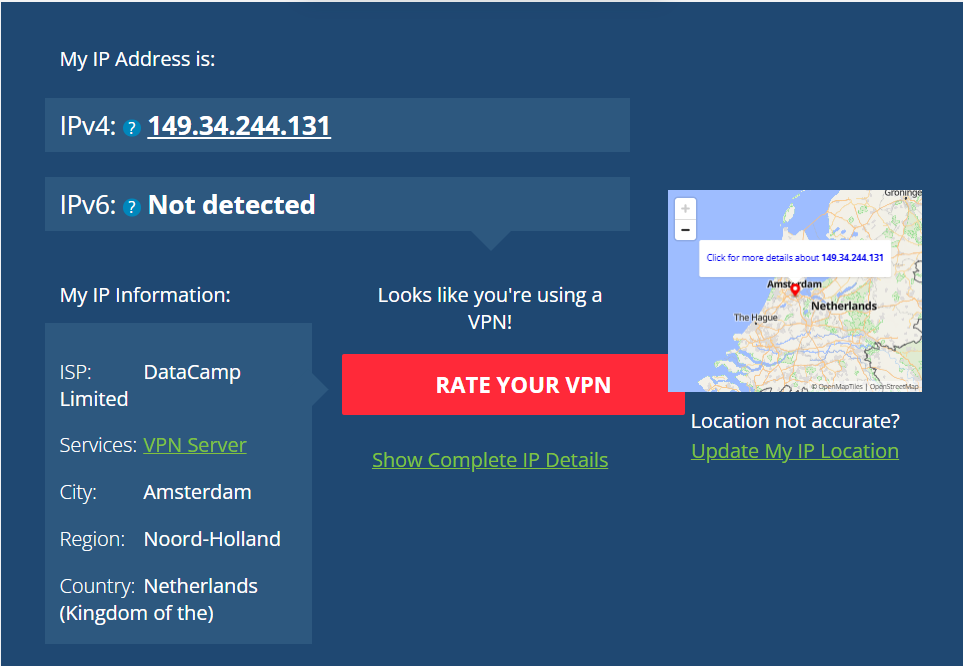 My IP Address is:
IPv4: ? 149.34.244.131
IPv6: ? Not detected
My IP Information:
ISP: DataCamp
Limited
Services: VPN Server
City: Amsterdam
Region: Noord-Holland
Country: Netherlands
(Kingdom of the)
Looks like you're using a
VPN!
RATE YOUR VPN
Show Complete IP Details
+
−
Groninge
Click for more details about 149.34.244.131
Amsterdam
Netherlands
The Hague
© OpenMapTiles | OpenStreetMap
Location not accurate?
Update My IP Location